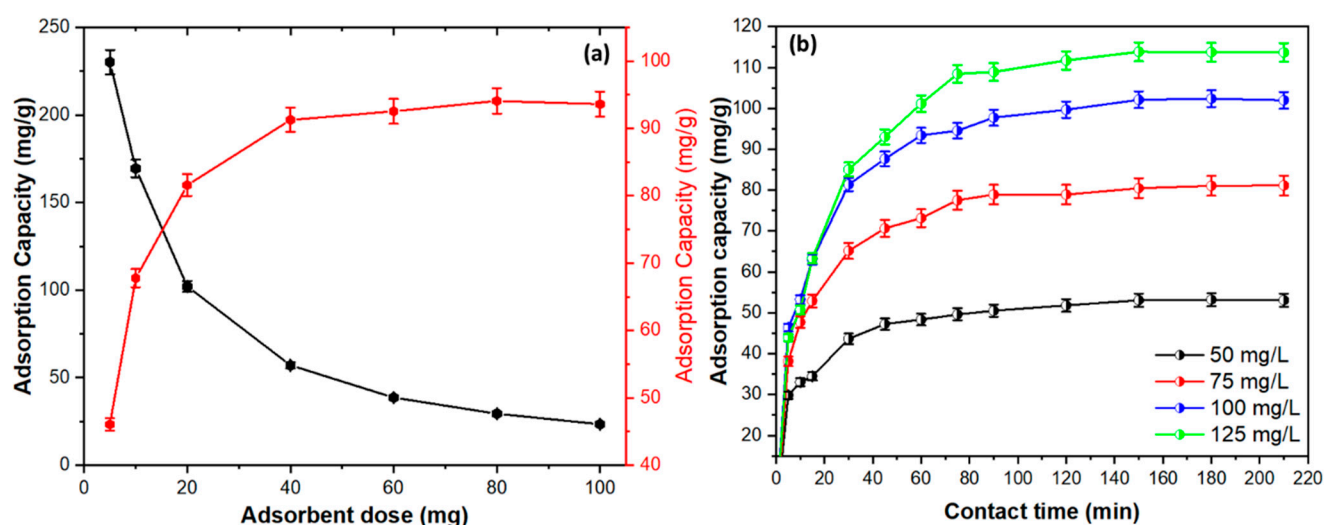 (a)
Adsorption Capacity (mg/g)
250
200
150
100
50
0
0 20 40 60 80 100
Adsorbent dose (mg)
100
90
80
70
60
50
40
Adsorption Capacity (mg/g)
(b)
Adsorption capacity (mg/g)
120
110
100
90
80
70
60
50
40
30
20
0 20 40 60 80 100 120 140 160 180 200 220
Contact time (min)
50 mg/L
75 mg/L
100 mg/L
125 mg/L